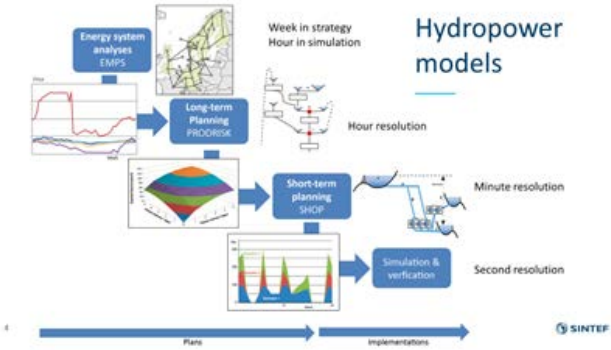 Hydropower
models
Energy system
analyses
EMPS
Week in strategy
Hour in simulation
Long-term
Planning
PRODRISK
Hour resolution
Short-term
planning
SHOP
Minute resolution
Simulation &
verfication
Second resolution
4
Plans
Implementations
SINTEF